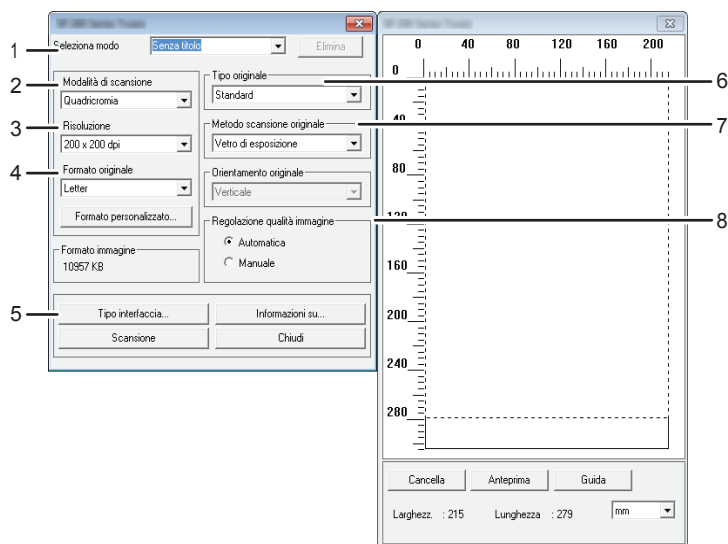 1
Seleziona modo
Senza titolo
Elimina
2
Modalità di scansione
Quadricromia
3
Risoluzione
200 x 200 dpi
4
Formato originale
Letter
Formato personalizzato...
Formato immagine
10957 KB
Tipo originale
Standard
6
Metodo scansione originale
7
Vetro di esposizione
Orientamento originale
Verticale
Regolazione qualità immagine
8
Automatica
Manuale
5
Tipo interfaccia...
Informazioni su...
Scansione
Chiudi
0 40 80 120 160 200
0
40
80
120
160
200
240
280
Cancella
Anteprima
Guida
Larghezz. : 215
Lunghezza : 279
mm